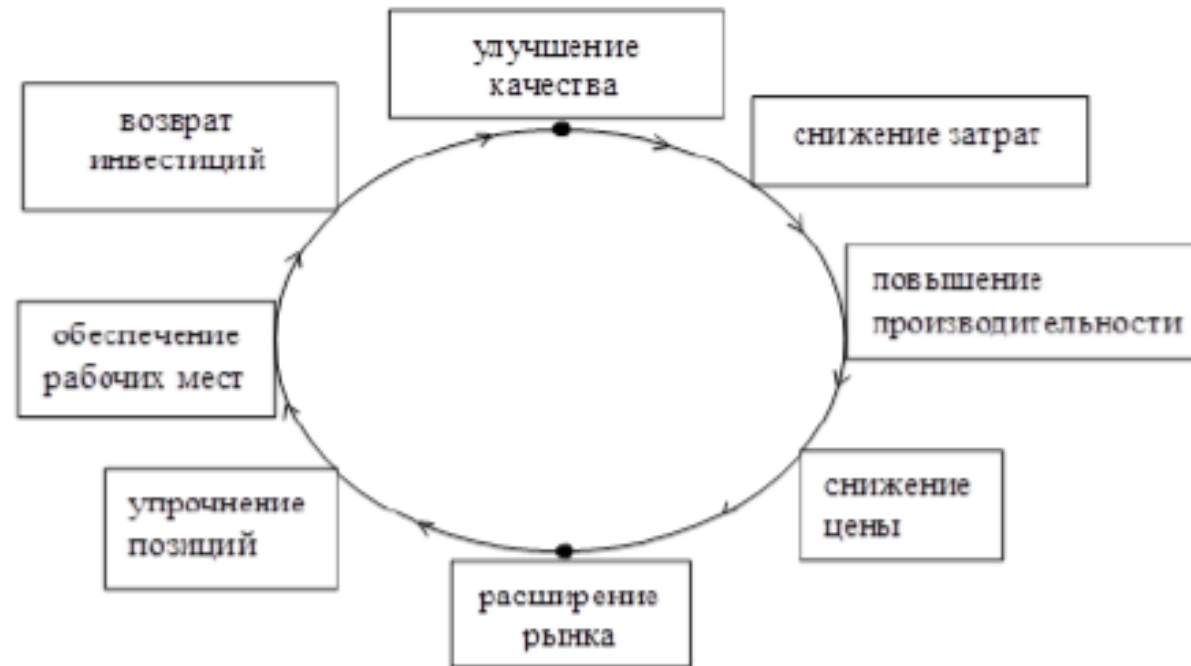 улучшение
качества
снижение затрат
повышение
производительности
снижение
цены
расширение
рынка
упрочнение
позиций
обеспечение
рабочих мест
возврат
инвестиций